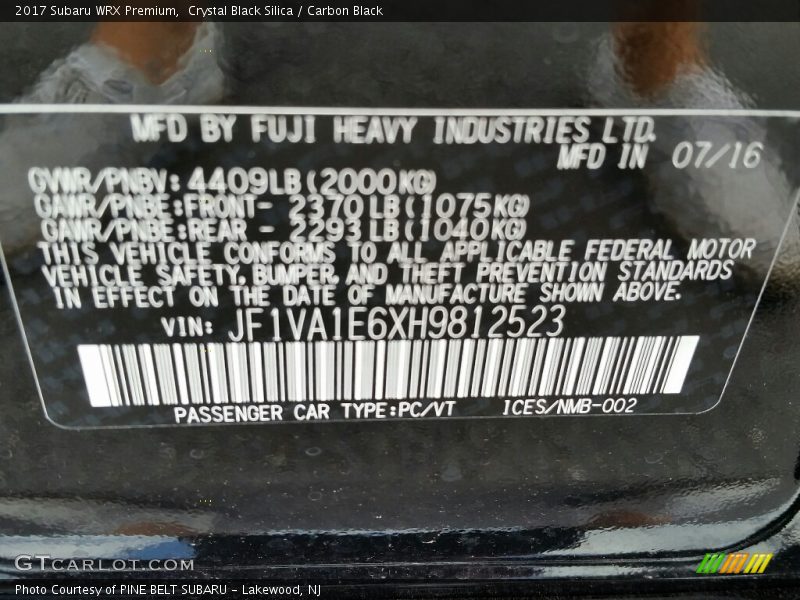 2017 Subaru WRX Premium,  Crystal Black Silica / Carbon Black
MFD BY FUJI HEAVY INDUSTRIES LTD.
MFD IN 07/16
GVWR/PNBV: 4409LB(2000KG)
GAWR/PNBE:FRONT- 2370LB(1075KG)
GAWR/PNBE:REAR - 2293LB(1040KG)
THIS VEHICLE CONFORMS TO ALL APPLICABLE FEDERAL MOTOR
VEHICLE SAFETY, BUMPER, AND THEFT PREVENTION STANDARDS
IN EFFECT ON THE DATE OF MANUFACTURE SHOWN ABOVE.
VIN: JF1VA1E6XH9812523
PASSENGER CAR TYPE:PC/VT ICES/NMB-002
GTCARLOT.COM
Photo Courtesy of PINE BELT SUBARU - Lakewood, NJ